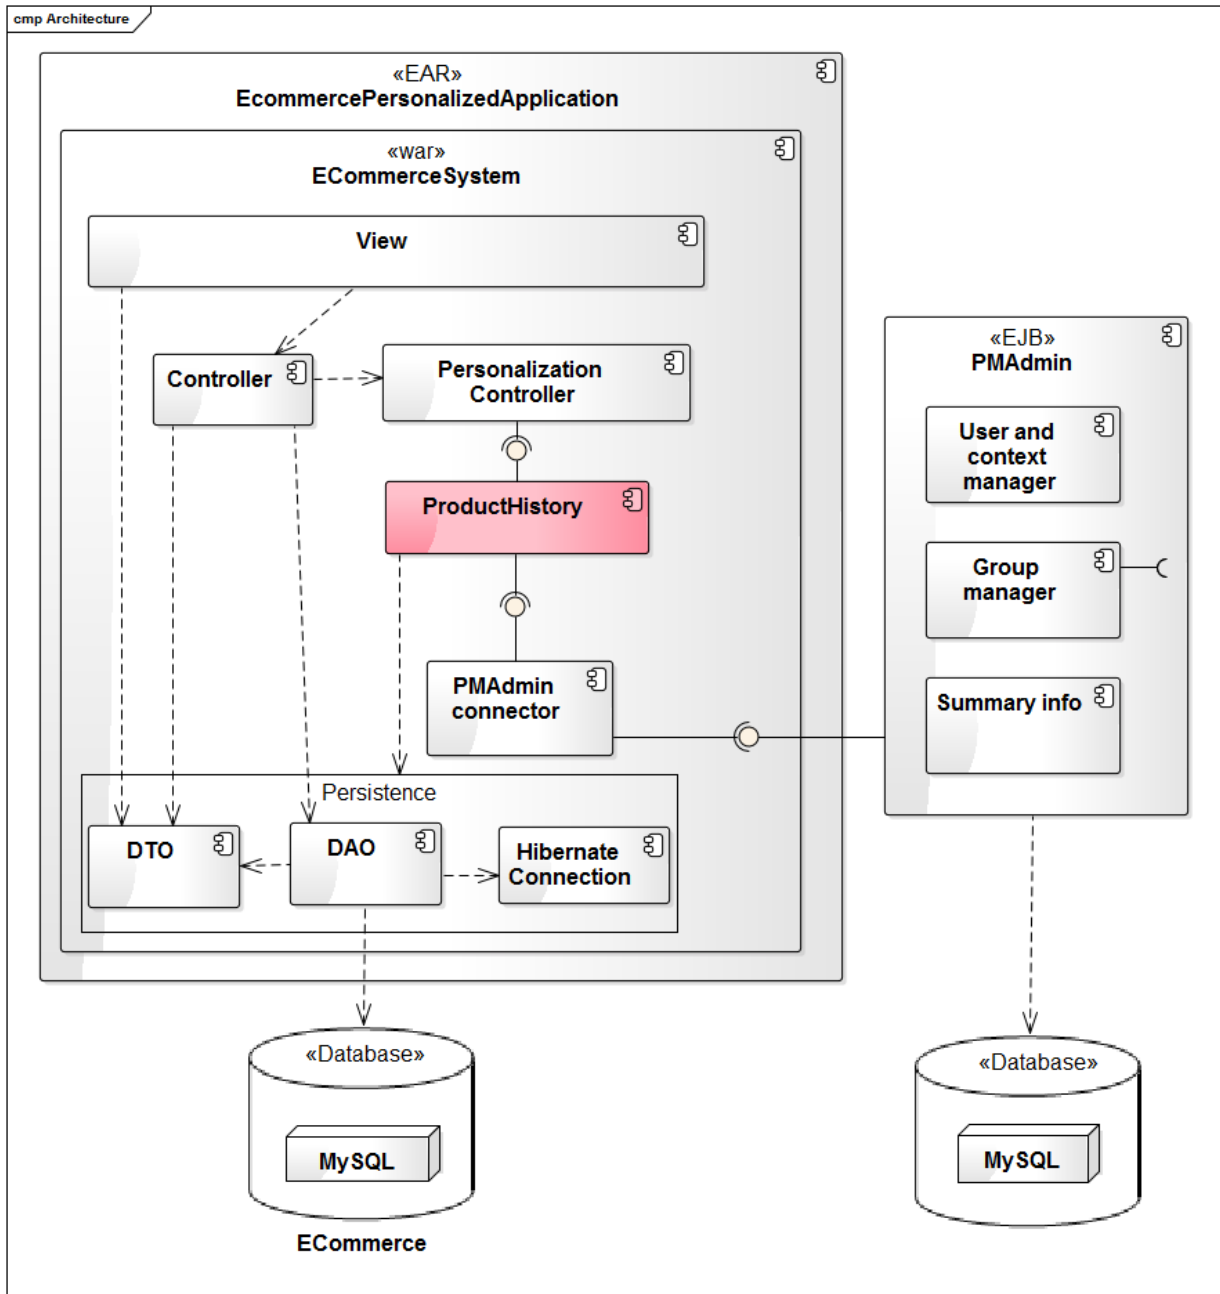 cmp Architecture
«EAR»
EcommercePersonalizedApplication
«war»
ECommerceSystem
View
Controller
Personalization
Controller
ProductHistory
PMAdmin
connector
Persistence
DTO
DAO
Hibernate
Connection
«EJB»
PMAdmin
User and
context
manager
Group
manager
Summary info
«Database»
MySQL
ECommerce
«Database»
MySQL